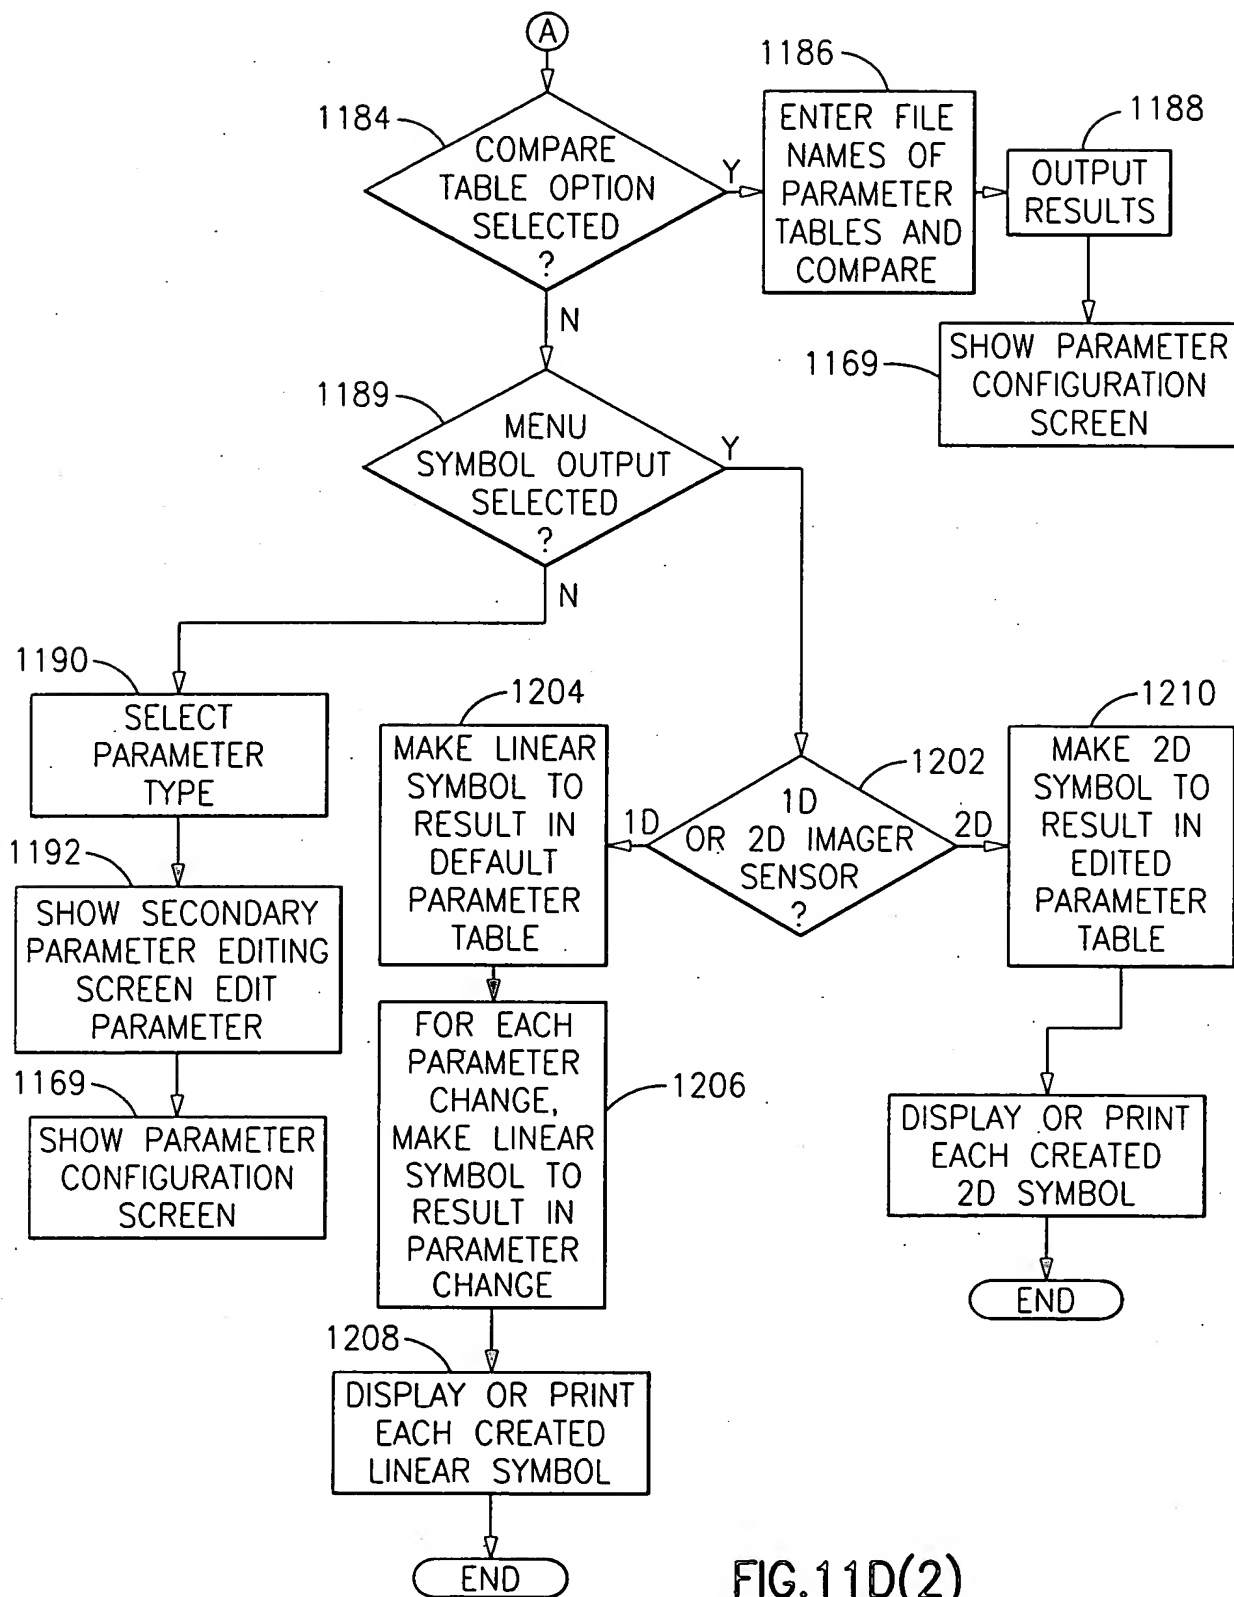 A
1184
COMPARE
TABLE OPTION
SELECTED
?
Y
N
1186
ENTER FILE
NAMES OF
PARAMETER
TABLES AND
COMPARE
1188
OUTPUT
RESULTS
1169
SHOW PARAMETER
CONFIGURATION
SCREEN
1189
MENU
SYMBOL OUTPUT
SELECTED
?
Y
N
1190
SELECT
PARAMETER
TYPE
1192
SHOW SECONDARY
PARAMETER EDITING
SCREEN EDIT
PARAMETER
1169
SHOW PARAMETER
CONFIGURATION
SCREEN
1204
MAKE LINEAR
SYMBOL TO
RESULT IN
DEFAULT
PARAMETER
TABLE
1D
1202
1D
OR 2D IMAGER
SENSOR
?
2D
1210
MAKE 2D
SYMBOL TO
RESULT IN
EDITED
PARAMETER
TABLE
FOR EACH
PARAMETER
CHANGE,
MAKE LINEAR
SYMBOL TO
RESULT IN
PARAMETER
CHANGE
1206
DISPLAY OR PRINT
EACH CREATED
2D SYMBOL
END
1208
DISPLAY OR PRINT
EACH CREATED
LINEAR SYMBOL
END
FIG.11D(2)